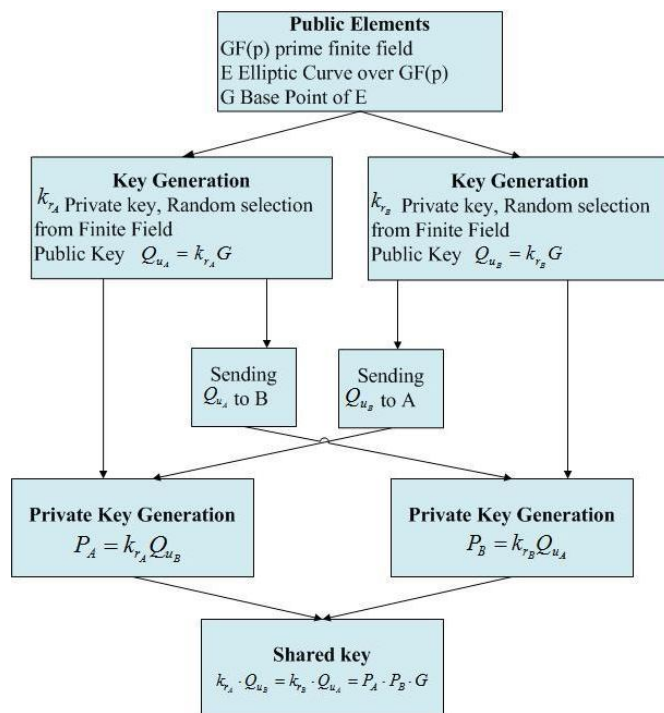 Public Elements
GF(p) prime finite field
E Elliptic Curve over GF(p)
G Base Point of E
Key Generation
k_{r_A} Private key, Random selection
from Finite Field
Public Key Q_{u_A} = k_{r_A} G
Key Generation
k_{r_B} Private key, Random selection
from Finite Field
Public Key Q_{u_B} = k_{r_B} G
Sending
Q_{u_A} to B
Sending
Q_{u_B} to A
Private Key Generation
P_A = k_{r_A} Q_{u_B}
Private Key Generation
P_B = k_{r_B} Q_{u_A}
Shared key
k_{r_A} · Q_{u_B} = k_{r_B} · Q_{u_A} = P_A · P_B · G